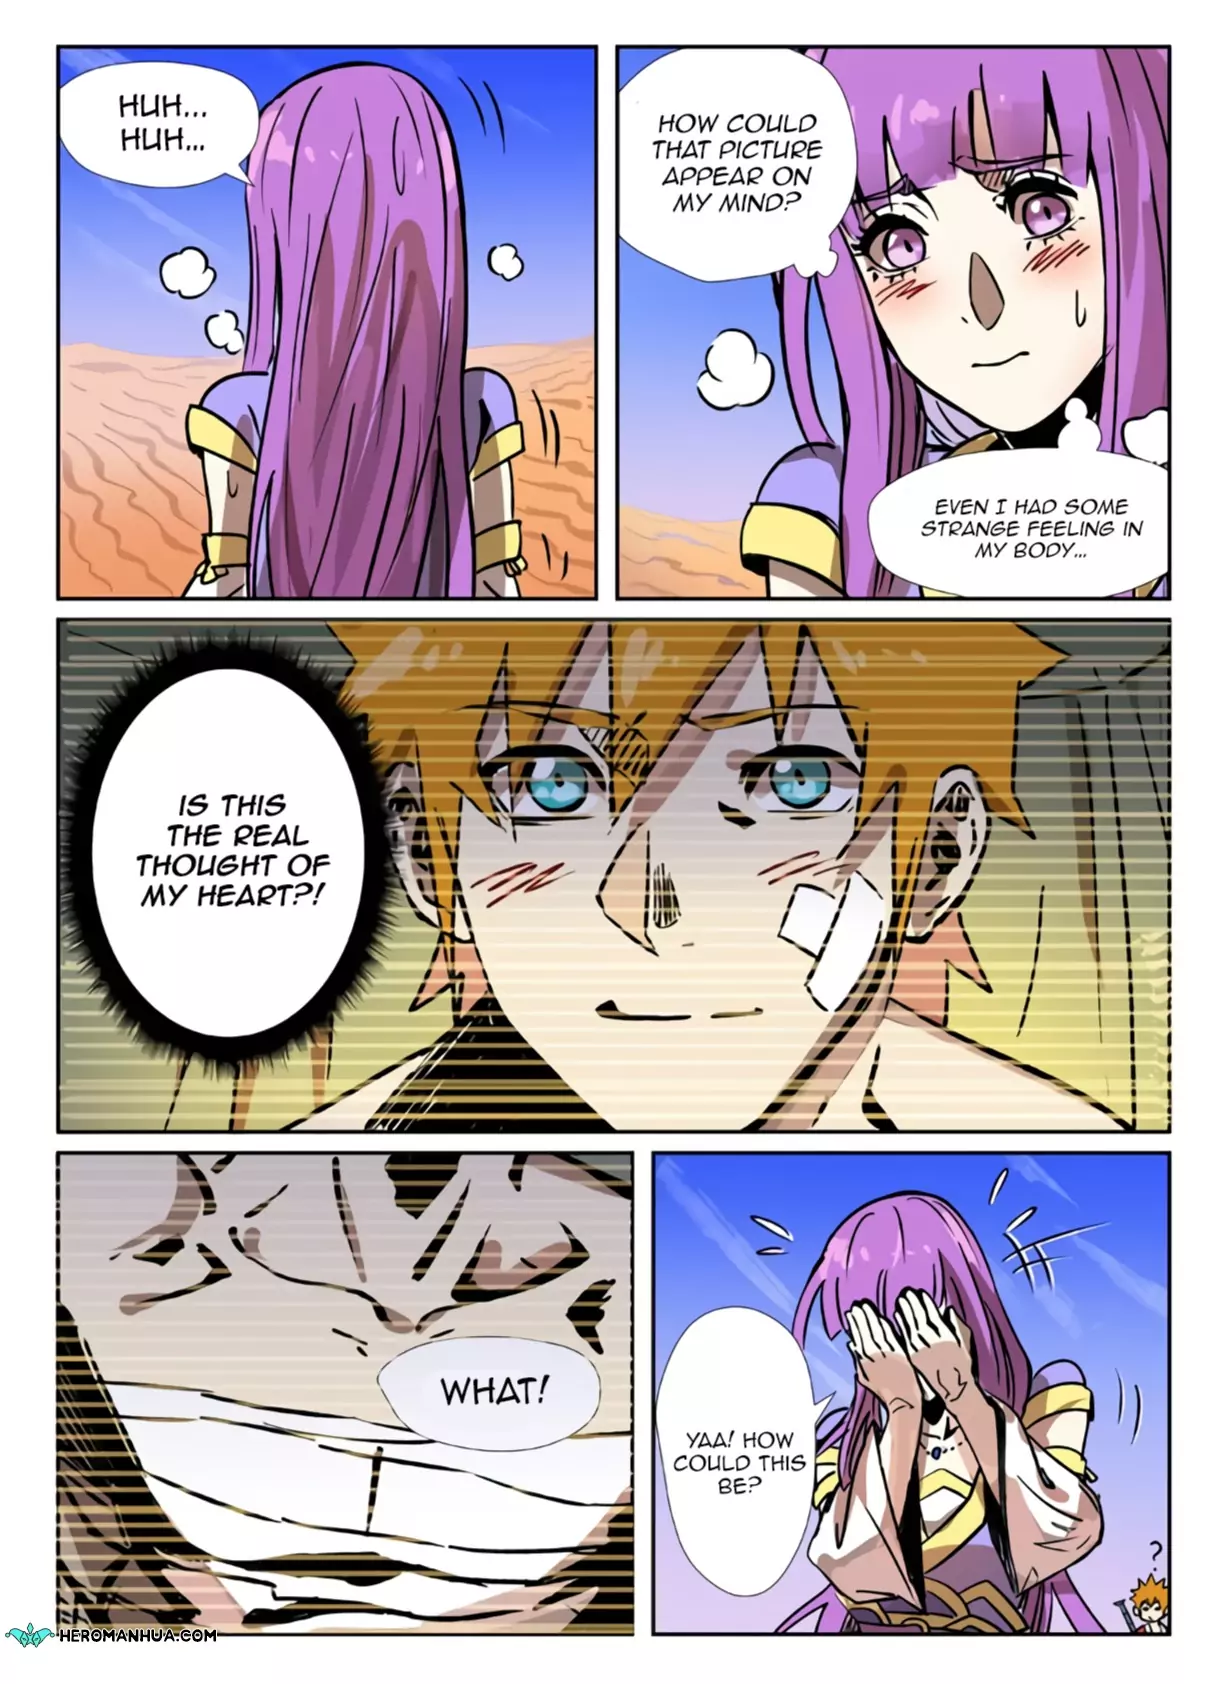 HUH...
HUH...
HOW COULD
THAT PICTURE
APPEAR ON
MY MIND?
EVEN I HAD SOME
STRANGE FEELING IN
MY BODY...
IS THIS
THE REAL
THOUGHT OF
MY HEART?!
WHAT!
YAA! HOW
COULD THIS
BE?
?
HEROMANHUA.COM